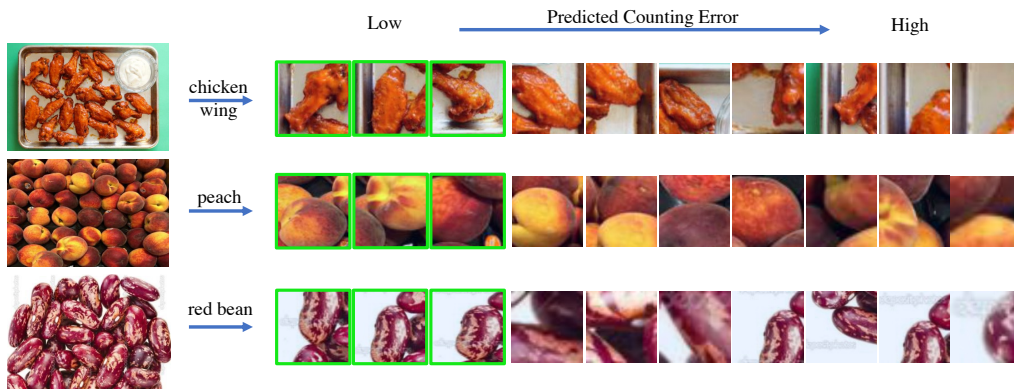 Low
Predicted Counting Error
High
chicken
wing
peach
red bean